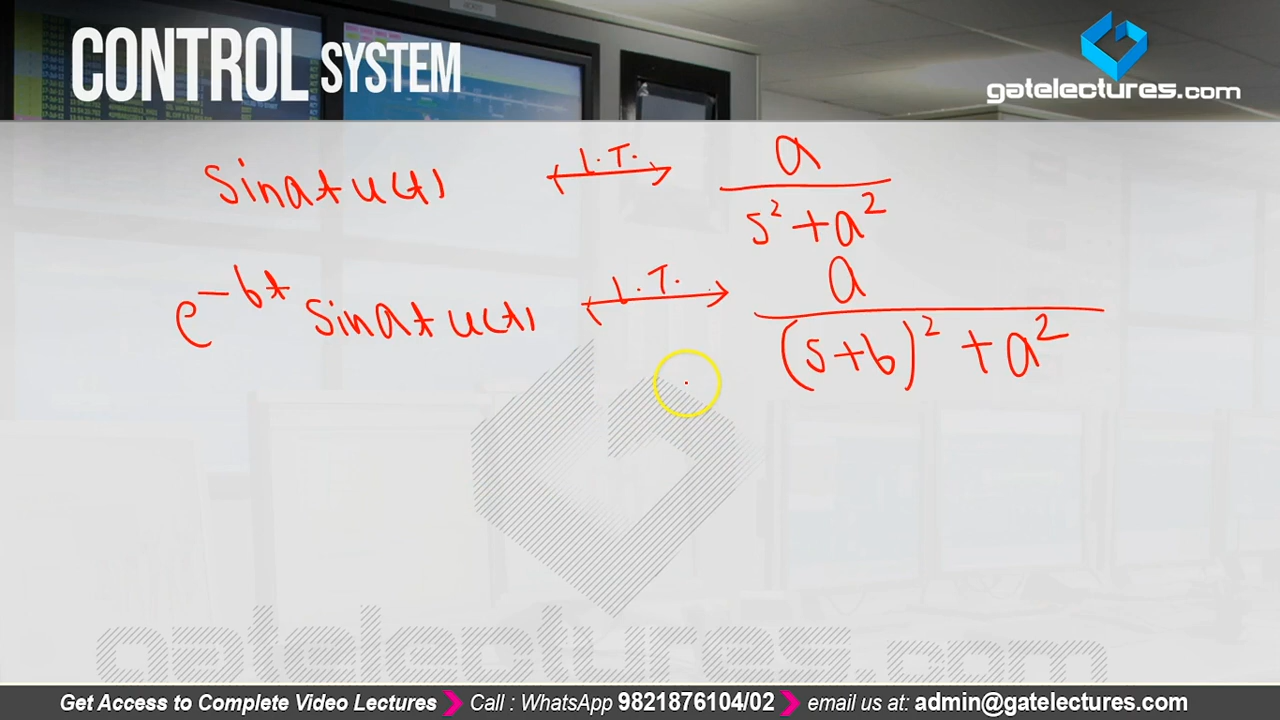 CONTROL SYSTEM
gatelectures.com
sinat u(t) L.T. a
s² + a²
e^-bt sinat u(t) L.T. a
(s+b)² + a²
gatelectures.com
Get Access to Complete Video Lectures Call : WhatsApp 9821876104/02 email us at: admin@gatelectures.com